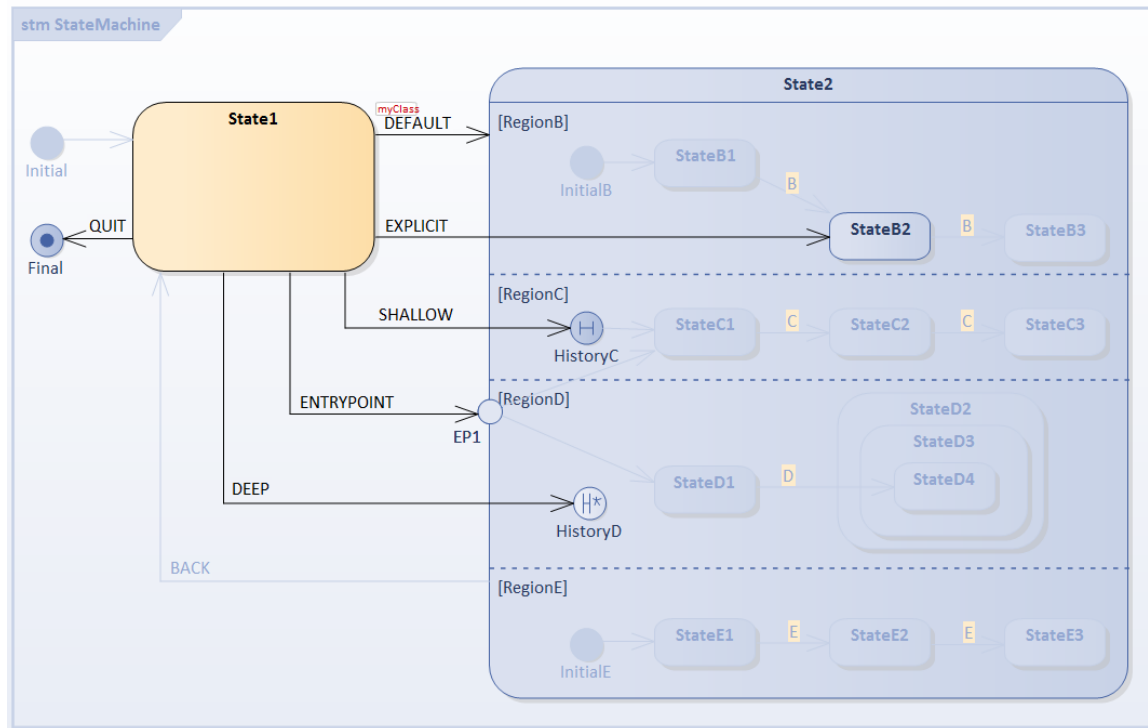 stm StateMachine
State2
myClass
State1
DEFAULT
[RegionB]
StateB1
Initial
InitialB
B
QUIT
EXPLICIT
StateB2
B
StateB3
Final
[RegionC]
SHALLOW
StateC1
C
StateC2
C
StateC3
HistoryC
ENTRYPOINT
[RegionD]
StateD2
EP1
StateD3
StateD1
D
StateD4
DEEP
H*
HistoryD
BACK
[RegionE]
StateE1
E
StateE2
E
StateE3
InitialE